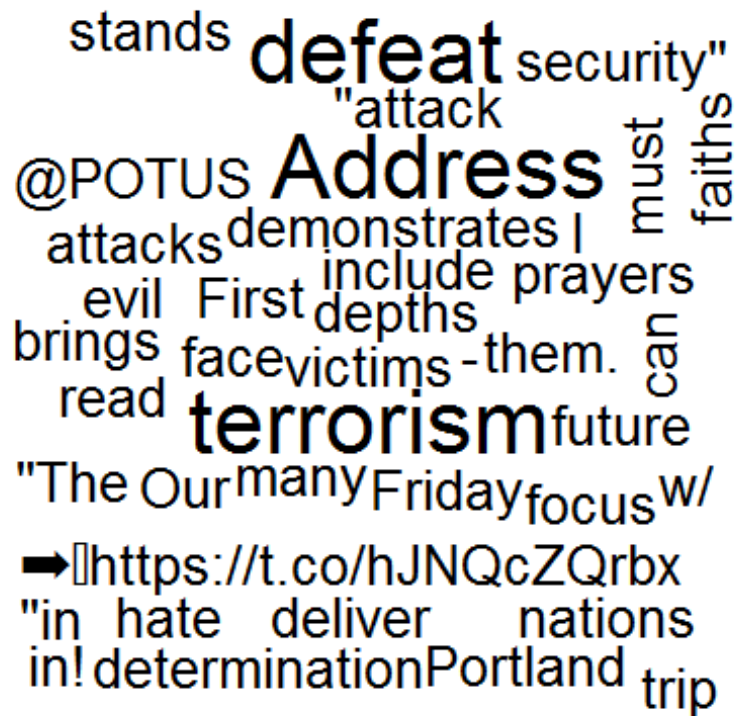 stands defeat security"
"attack
@POTUS Address must faiths
attacks demonstrates I
include prayers
evil First depths
brings face victims - them. can
read terrorism future
"The Our many Friday focus w/
➡️https://t.co/hJNQcZQrbx
"in hate deliver nations
in! determination Portland trip